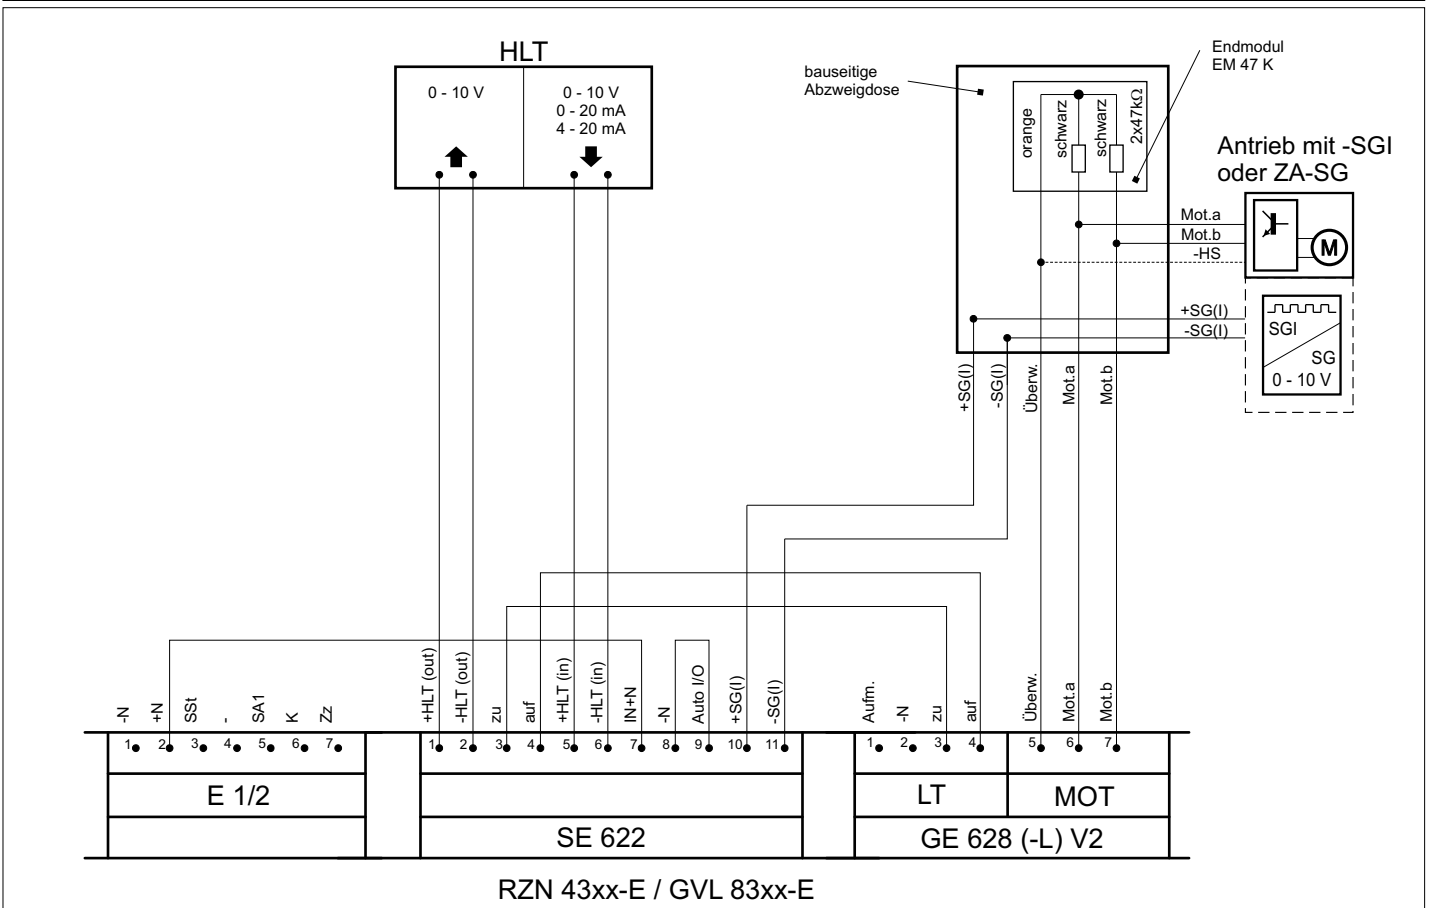 HLT
0 - 10 V
0 - 10 V
0 - 20 mA
4 - 20 mA
bauseitige
Abzweigdose
Endmodul
EM 47 K
orange
schwarz
schwarz
2x47kΩ
Antrieb mit -SGI
oder ZA-SG
Mot.a
Mot.b
-HS
M
+SG(I)
-SG(I)
SGI
SG
0 - 10 V
+SG(I)
-SG(I)
Überw.
Mot.a
Mot.b
-N
+N
SSt
-
SA1
K
Zz
+HLT (out)
-HLT (out)
zu
auf
+HLT (in)
-HLT (in)
IN+N
-N
Auto I/O
+SG(I)
-SG(I)
Aufm.
-N
zu
auf
Überw.
Mot.a
Mot.b
1 2 3 4 5 6 7
1 2 3 4 5 6 7 8 9 10 11
1 2 3 4 5 6 7
E 1/2
LT
MOT
SE 622
GE 628 (-L) V2
RZN 43xx-E / GVL 83xx-E